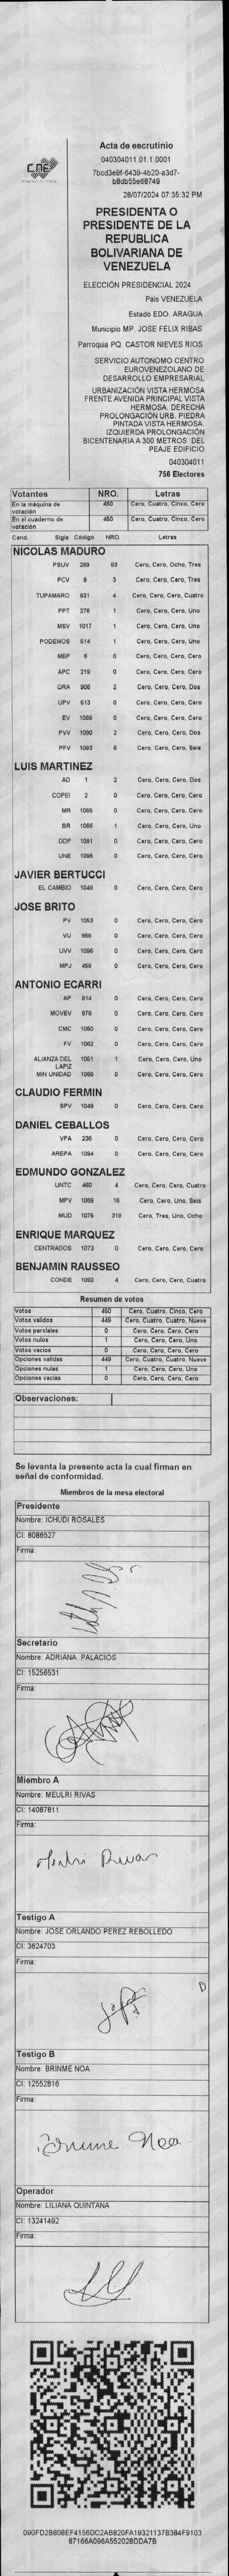 CNE
Acta de escrutinio
040304011.01.1.0001
7bcd3e9f-6439-4b20-a3d7-
b8db55e68749
28/07/2024 07:35:32 PM
PRESIDENTA O
PRESIDENTE DE LA
REPUBLICA
BOLIVARIANA DE
VENEZUELA
ELECCIÓN PRESIDENCIAL 2024
País VENEZUELA
Estado EDO. ARAGUA
Municipio MP. JOSE FELIX RIBAS
Parroquia PQ. CASTOR NIEVES RIOS
SERVICIO AUTONOMO CENTRO
EUROVENEZOLANO DE
DESARROLLO EMPRESARIAL
URBANIZACIÓN VISTA HERMOSA
FRENTE AVENIDA PRINCIPAL VISTA
HERMOSA. DERECHA
PROLONGACIÓN URB. PIEDRA
PINTADA VISTA HERMOSA.
IZQUIERDA PROLONGACIÓN
BICENTENARIA A 300 METROS DEL
PEAJE EDIFICIO
040304011
756 Electores
Votantes NRO. Letras
En la máquina de votación 450 Cero, Cuatro, Cinco, Cero
En el cuaderno de votación 450 Cero, Cuatro, Cinco, Cero
Cand. Sigla Código NRO. Letras
NICOLAS MADURO
PSUV 269 83 Cero, Cero, Ocho, Tres
PCV 9 3 Cero, Cero, Cero, Tres
TUPAMARO 931 4 Cero, Cero, Cero, Cuatro
PPT 276 1 Cero, Cero, Cero, Uno
MSV 1017 1 Cero, Cero, Cero, Uno
PODEMOS 614 1 Cero, Cero, Cero, Uno
MEP 6 0 Cero, Cero, Cero, Cero
APC 219 0 Cero, Cero, Cero, Cero
ORA 906 2 Cero, Cero, Cero, Dos
UPV 613 0 Cero, Cero, Cero, Cero
EV 1089 0 Cero, Cero, Cero, Cero
PVV 1090 2 Cero, Cero, Cero, Dos
PFV 1093 6 Cero, Cero, Cero, Seis
LUIS MARTINEZ
AD 1 2 Cero, Cero, Cero, Dos
COPEI 2 0 Cero, Cero, Cero, Cero
MR 1065 0 Cero, Cero, Cero, Cero
BR 1066 1 Cero, Cero, Cero, Uno
DDP 1091 0 Cero, Cero, Cero, Cero
UNE 1095 0 Cero, Cero, Cero, Cero
JAVIER BERTUCCI
EL CAMBIO 1046 0 Cero, Cero, Cero, Cero
JOSE BRITO
PV 1053 0 Cero, Cero, Cero, Cero
VU 868 0 Cero, Cero, Cero, Cero
UVV 1096 0 Cero, Cero, Cero, Cero
MPJ 459 0 Cero, Cero, Cero, Cero
ANTONIO ECARRI
AP 814 0 Cero, Cero, Cero, Cero
MOVEV 878 0 Cero, Cero, Cero, Cero
CMC 1050 0 Cero, Cero, Cero, Cero
FV 1062 0 Cero, Cero, Cero, Cero
ALIANZA DEL LAPIZ 1051 1 Cero, Cero, Cero, Uno
MIN UNIDAD 1088 0 Cero, Cero, Cero, Cero
CLAUDIO FERMIN
SPV 1049 0 Cero, Cero, Cero, Cero
DANIEL CEBALLOS
VPA 236 0 Cero, Cero, Cero, Cero
AREPA 1094 0 Cero, Cero, Cero, Cero
EDMUNDO GONZALEZ
UNTC 460 4 Cero, Cero, Cero, Cuatro
MPV 1069 16 Cero, Cero, Uno, Seis
MUD 1075 318 Cero, Tres, Uno, Ocho
ENRIQUE MARQUEZ
CENTRADOS 1073 0 Cero, Cero, Cero, Cero
BENJAMIN RAUSSEO
CONDE 1092 4 Cero, Cero, Cero, Cuatro
Resumen de votos
Votos 450 Cero, Cuatro, Cinco, Cero
Votos válidos 449 Cero, Cuatro, Cuatro, Nueve
Votos parciales 0 Cero, Cero, Cero, Cero
Votos nulos 1 Cero, Cero, Cero, Uno
Votos vacíos 0 Cero, Cero, Cero, Cero
Opciones validas 449 Cero, Cuatro, Cuatro, Nueve
Opciones nulas 1 Cero, Cero, Cero, Uno
Opciones vacias 0 Cero, Cero, Cero, Cero
Observaciones:
Se levanta la presente acta la cual firman en
señal de conformidad.
Miembros de la mesa electoral
Presidente
Nombre: ICHUDI ROSALES
CI: 8086527
Firma:
Secretario
Nombre: ADRIANA PALACIOS
CI: 15256531
Firma:
Miembro A
Nombre: MEULRI RIVAS
CI: 14087811
Firma:
Meulri Rivas
Testigo A
Nombre: JOSE ORLANDO PEREZ REBOLLEDO
CI: 3624703
Firma:
Testigo B
Nombre: BRINME NOA
CI: 12552816
Firma:
Brinme Noa
Operador
Nombre: LILIANA QUINTANA
CI: 13241492
Firma:
090FD2B808EF4156DC2AB820FA19321137B384F9103
87166A096A552028DDA7B